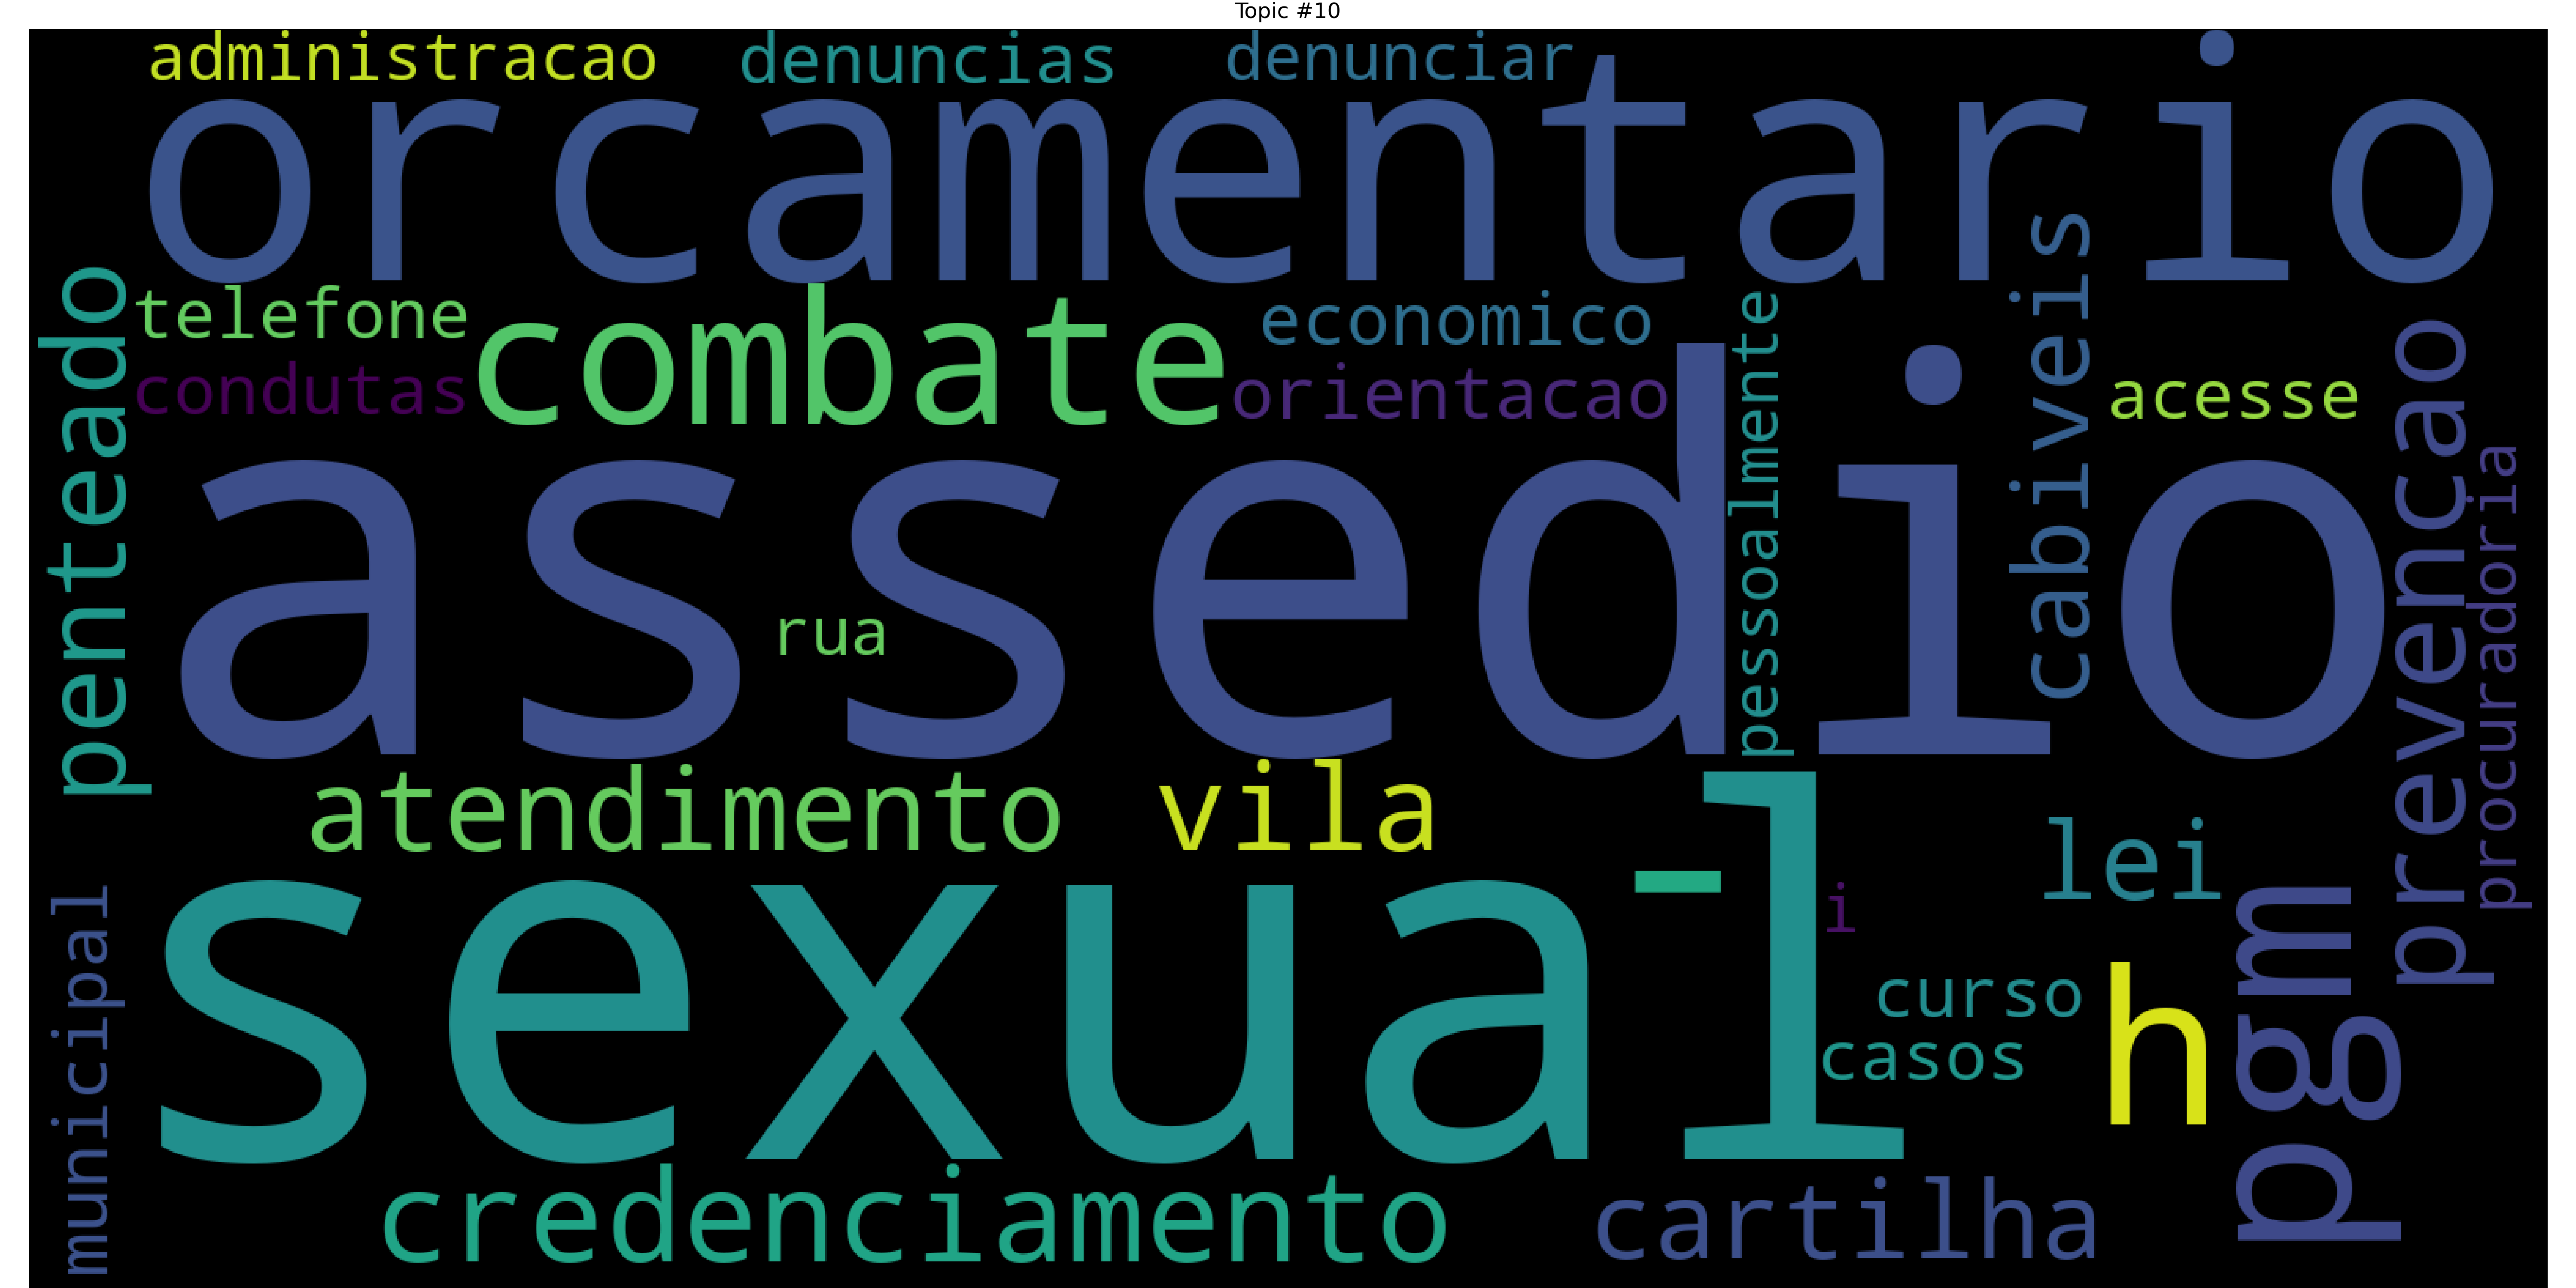 Topic #10
administracao
denuncias
denunciar
orcamentario
penteado
telefone
condutas
combate
economico
orientacao
pessoalmente
cabiveis
acesse
prevencao
procuradoria
assedio
rua
atendimento
vila
-
lei
municipal
sexual
i
curso
casos
h
pgm
credenciamento
cartilha